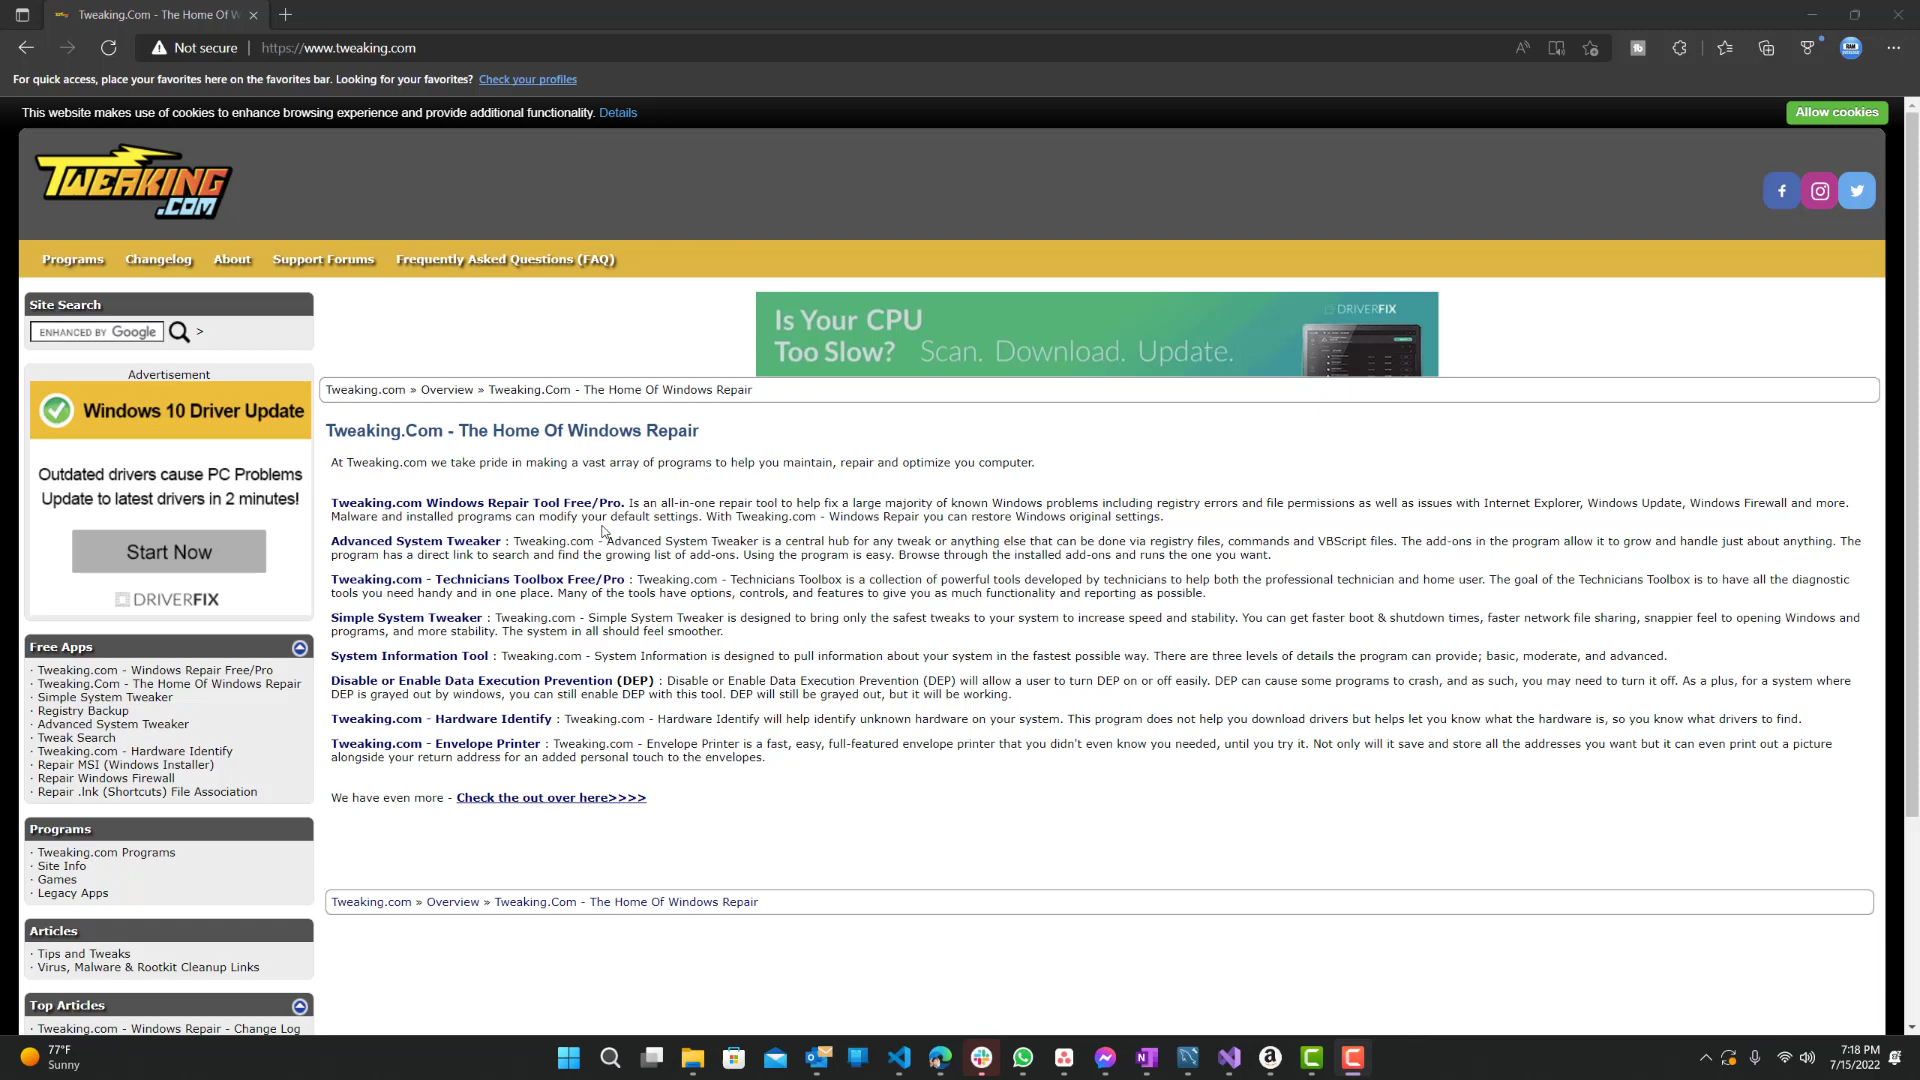 Tweaking.Com - The Home Of W
Not secure
https://www.tweaking.com
For quick access, place your favorites here on the favorites bar. Looking for your favorites? Check your profiles
This website makes use of cookies to enhance browsing experience and provide additional functionality. Details
Allow cookies
TWEAKING
.COM
Programs Changelog About Support Forums Frequently Asked Questions (FAQ)
Site Search
ENHANCED BY Google >
Advertisement
Windows 10 Driver Update
Outdated drivers cause PC Problems
Update to latest drivers in 2 minutes!
Start Now
DRIVERFIX
Free Apps
· Tweaking.com - Windows Repair Free/Pro
· Tweaking.Com - The Home Of Windows Repair
· Simple System Tweaker
· Registry Backup
· Advanced System Tweaker
· Tweak Search
· Tweaking.com - Hardware Identify
· Repair MSI (Windows Installer)
· Repair Windows Firewall
· Repair .lnk (Shortcuts) File Association
Programs
· Tweaking.com Programs
· Site Info
· Games
· Legacy Apps
Articles
· Tips and Tweaks
· Virus, Malware & Rootkit Cleanup Links
Top Articles
· Tweaking.com - Windows Repair - Change Log
Is Your CPU
Too Slow? Scan. Download. Update.
DRIVERFIX
Tweaking.com » Overview » Tweaking.Com - The Home Of Windows Repair
Tweaking.Com - The Home Of Windows Repair
At Tweaking.com we take pride in making a vast array of programs to help you maintain, repair and optimize you computer.
Tweaking.com Windows Repair Tool Free/Pro. Is an all-in-one repair tool to help fix a large majority of known Windows problems including registry errors and file permissions as well as issues with Internet Explorer, Windows Update, Windows Firewall and more.
Malware and installed programs can modify your default settings. With Tweaking.com - Windows Repair you can restore Windows original settings.
Advanced System Tweaker : Tweaking.com - Advanced System Tweaker is a central hub for any tweak or anything else that can be done via registry files, commands and VBScript files. The add-ons in the program allow it to grow and handle just about anything. The
program has a direct link to search and find the growing list of add-ons. Using the program is easy. Browse through the installed add-ons and runs the one you want.
Tweaking.com - Technicians Toolbox Free/Pro : Tweaking.com - Technicians Toolbox is a collection of powerful tools developed by technicians to help both the professional technician and home user. The goal of the Technicians Toolbox is to have all the diagnostic
tools you need handy and in one place. Many of the tools have options, controls, and features to give you as much functionality and reporting as possible.
Simple System Tweaker : Tweaking.com - Simple System Tweaker is designed to bring only the safest tweaks to your system to increase speed and stability. You can get faster boot & shutdown times, faster network file sharing, snappier feel to opening Windows and
programs, and more stability. The system in all should feel smoother.
System Information Tool : Tweaking.com - System Information is designed to pull information about your system in the fastest possible way. There are three levels of details the program can provide; basic, moderate, and advanced.
Disable or Enable Data Execution Prevention (DEP) : Disable or Enable Data Execution Prevention (DEP) will allow a user to turn DEP on or off easily. DEP can cause some programs to crash, and as such, you may need to turn it off. As a plus, for a system where
DEP is grayed out by windows, you can still enable DEP with this tool. DEP will still be grayed out, but it will be working.
Tweaking.com - Hardware Identify : Tweaking.com - Hardware Identify will help identify unknown hardware on your system. This program does not help you download drivers but helps let you know what the hardware is, so you know what drivers to find.
Tweaking.com - Envelope Printer : Tweaking.com - Envelope Printer is a fast, easy, full-featured envelope printer that you didn't even know you needed, until you try it. Not only will it save and store all the addresses you want but it can even print out a picture
alongside your return address for an added personal touch to the envelopes.
We have even more - Check the out over here>>>>
Tweaking.com » Overview » Tweaking.Com - The Home Of Windows Repair
77°F
Sunny
7:18 PM
7/15/2022